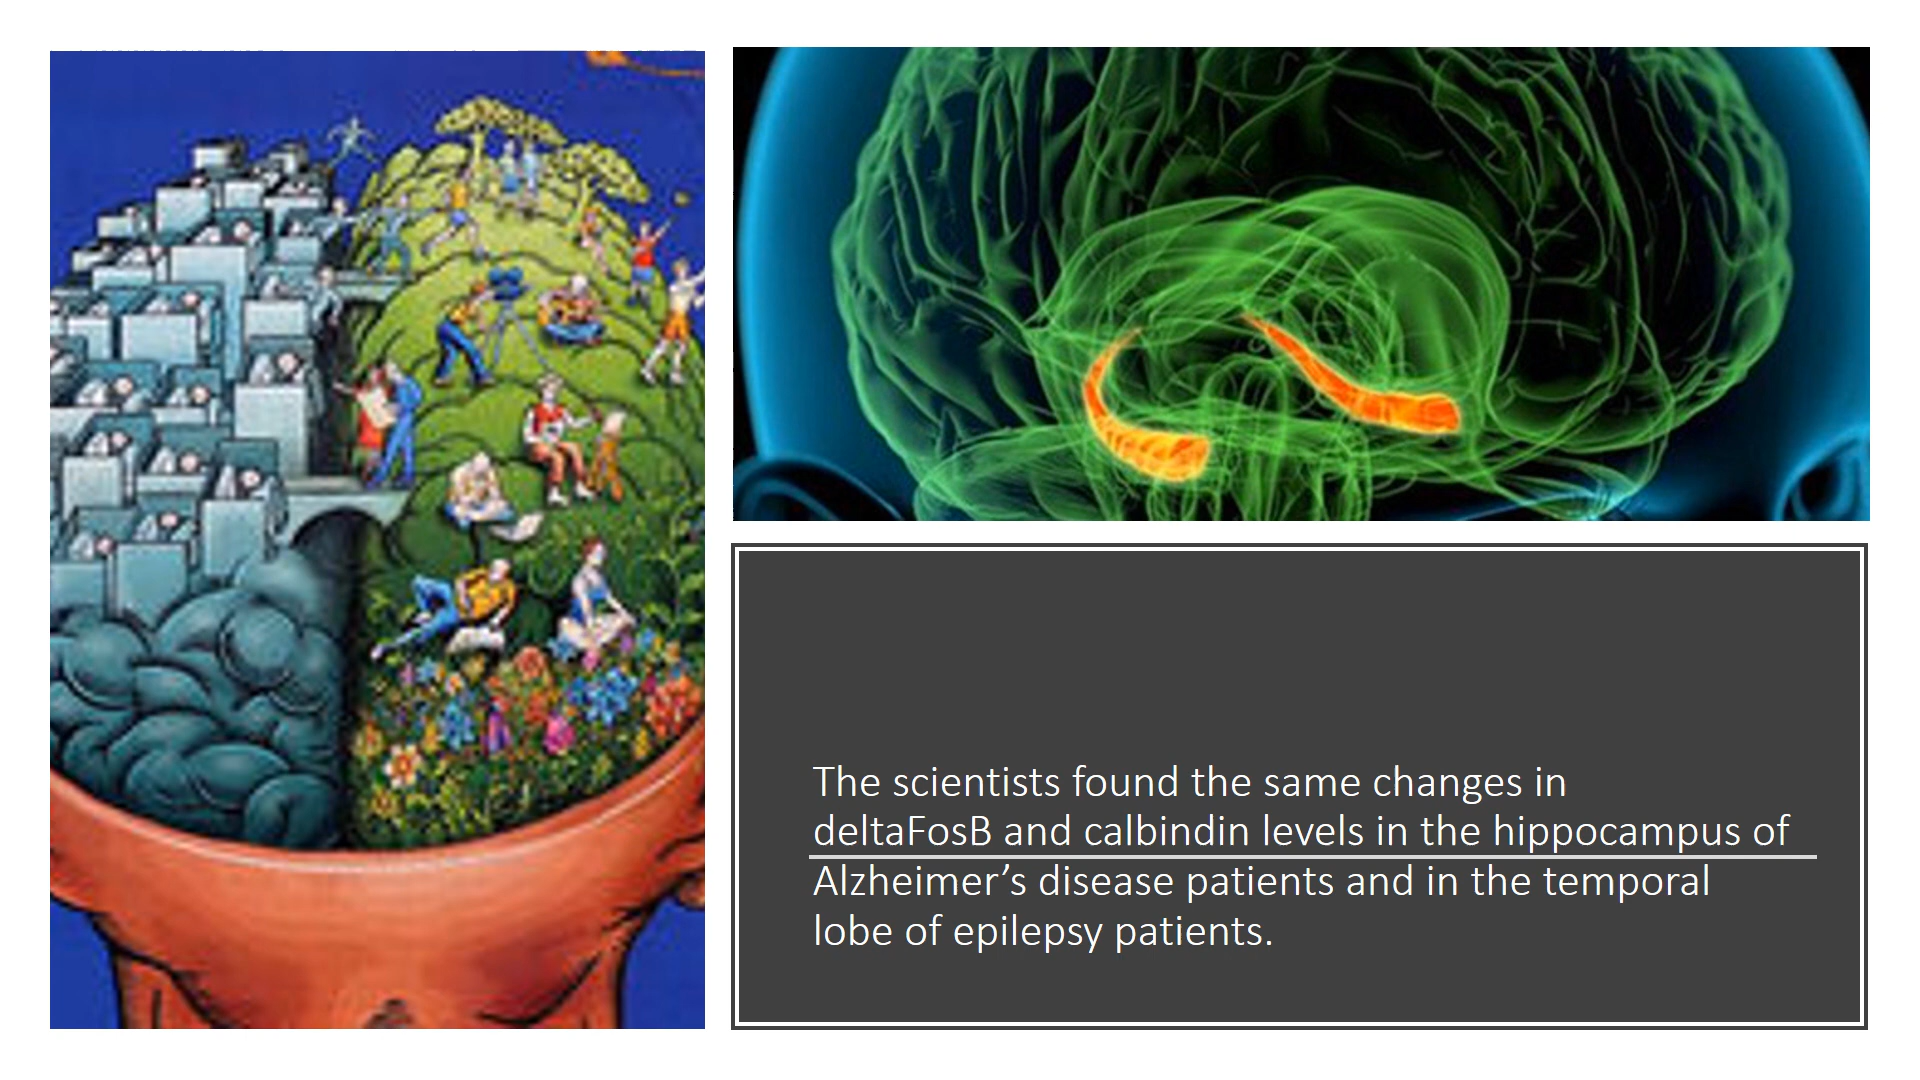 The scientists found the same changes in
deltaFosB and calbindin levels in the hippocampus of
Alzheimer’s disease patients and in the temporal
lobe of epilepsy patients.